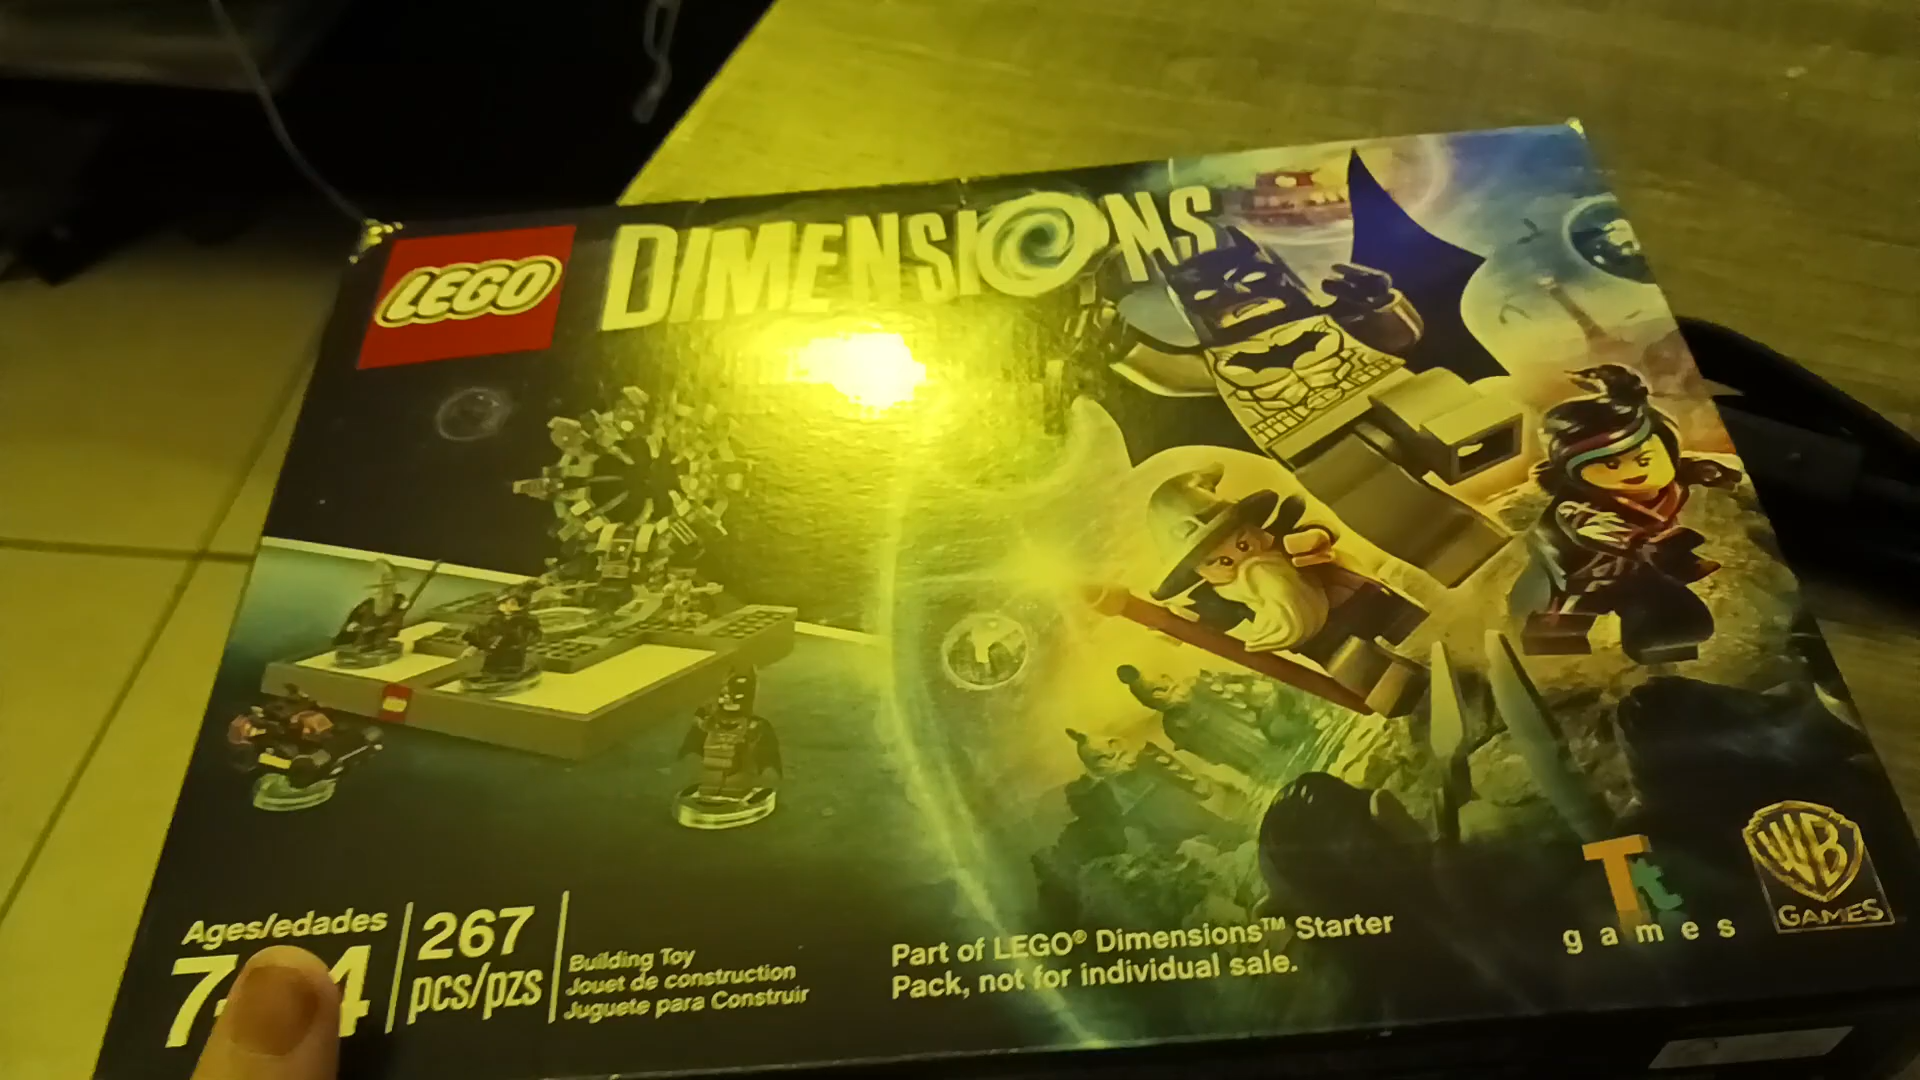 LEGO DIMENSIONS
Ages/edades
267
pcs/pzs
Building Toy
Jouet de construction
Juguete para Construir
Part of LEGO® Dimensions™ Starter
Pack, not for individual sale.
Tt
games
WB
GAMES